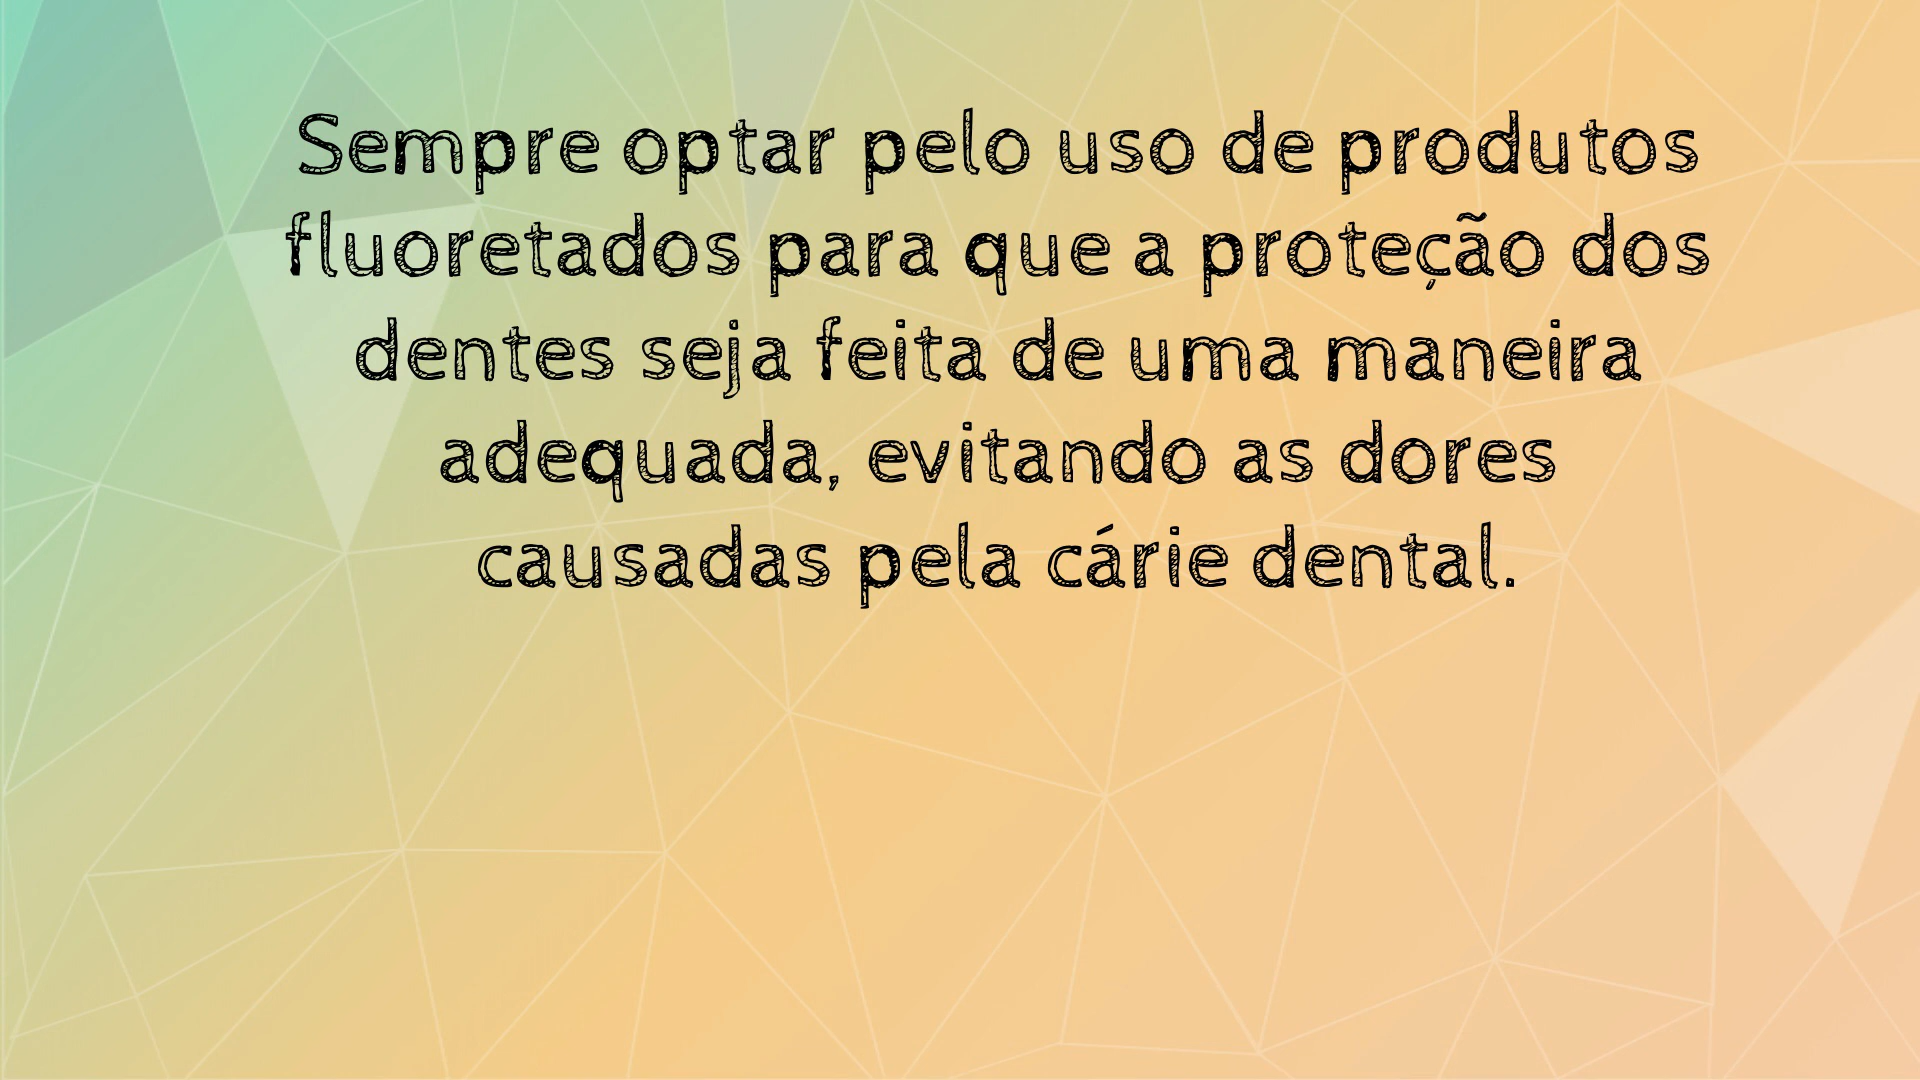 Sempre optar pelo uso de produtos
fluoretados para que a proteção dos
dentes seja feita de uma maneira
adequada, evitando as dores
causadas pela cárie dental.